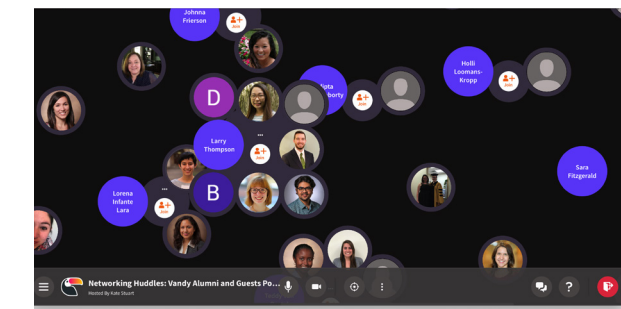 Johnna
Frierson
Join
Holli
Loomans-
Kropp
Join
D
Join
Larry
Thompson
...
Join
Sara
Fitzgerald
Lorena
Infante
Lara
...
Join
B
Networking Huddles: Vandy Alumni and Guests Po...
Hosted By Kate Stuart
?